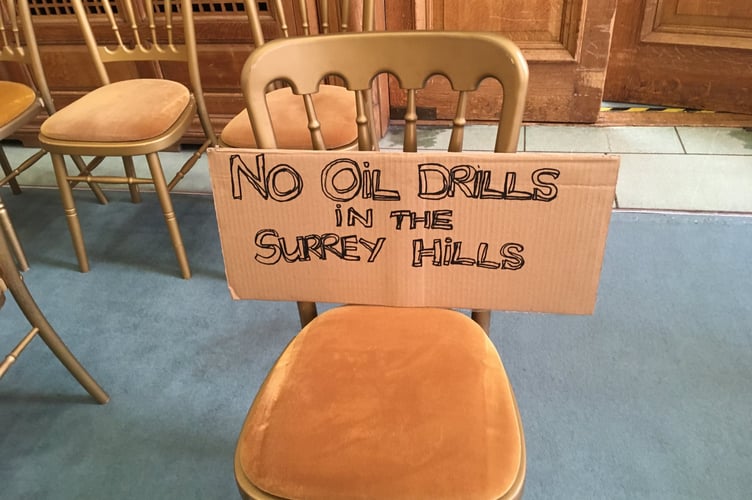 No OiL DRiLLS
iN THE
SURREY HiLLS